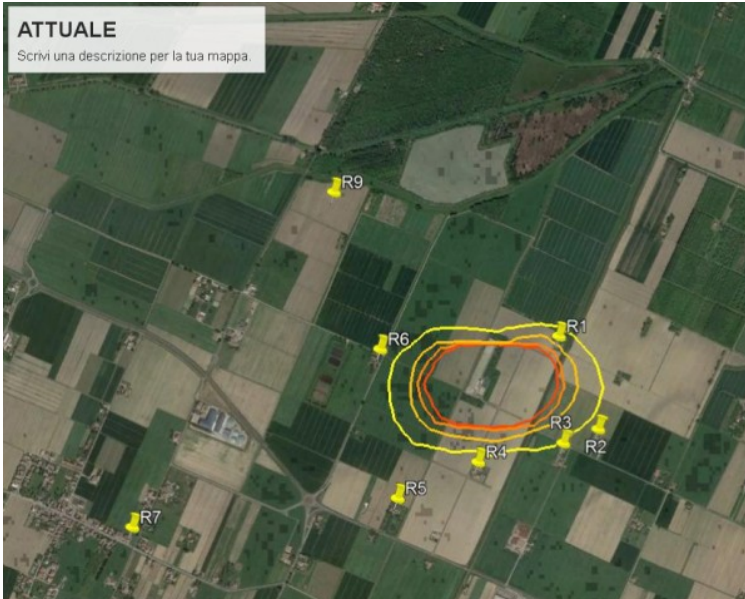 ATTUALE
Scrivi una descrizione per la tua mappa.
R9
R1
R6
R3
R2
R4
R5
R7